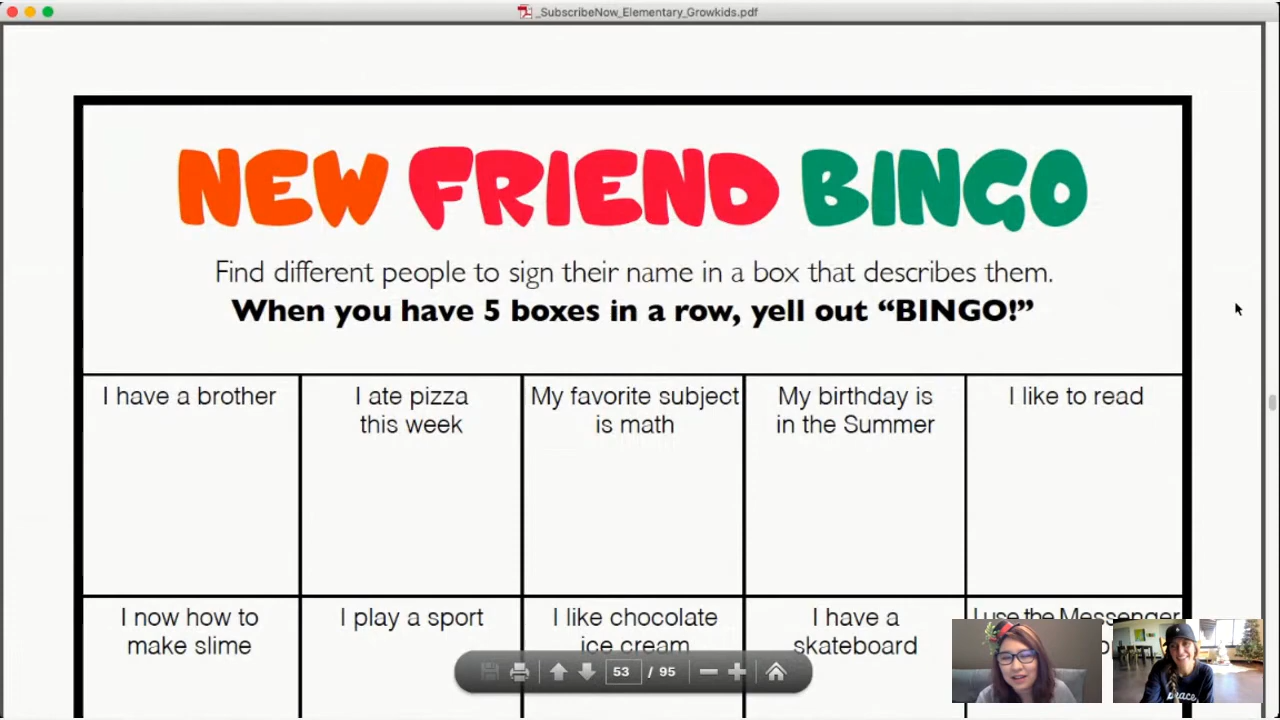 _SubscribeNow_Elementary_Growkids.pdf
NEW FRIEND BINGO
Find different people to sign their name in a box that describes them.
When you have 5 boxes in a row, yell out “BINGO!”
I have a brother
I ate pizza
this week
My favorite subject
is math
My birthday is
in the Summer
I like to read
I now how to
make slime
I play a sport
I like chocolate
ice cream
I have a
skateboard
I use the Messenger
53 / 95
peace